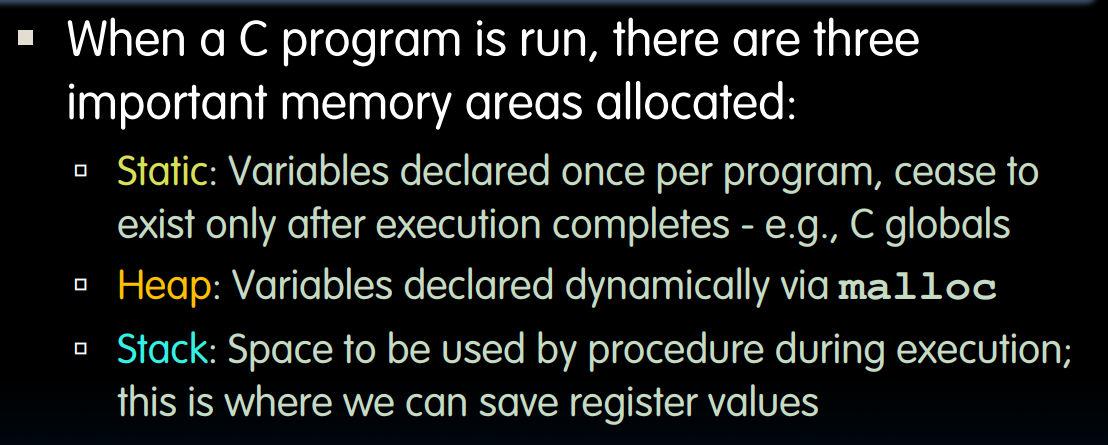 When a C program is run, there are three
important memory areas allocated:
Static: Variables declared once per program, cease to
exist only after execution completes - e.g., C globals
Heap: Variables declared dynamically via malloc
Stack: Space to be used by procedure during execution;
this is where we can save register values